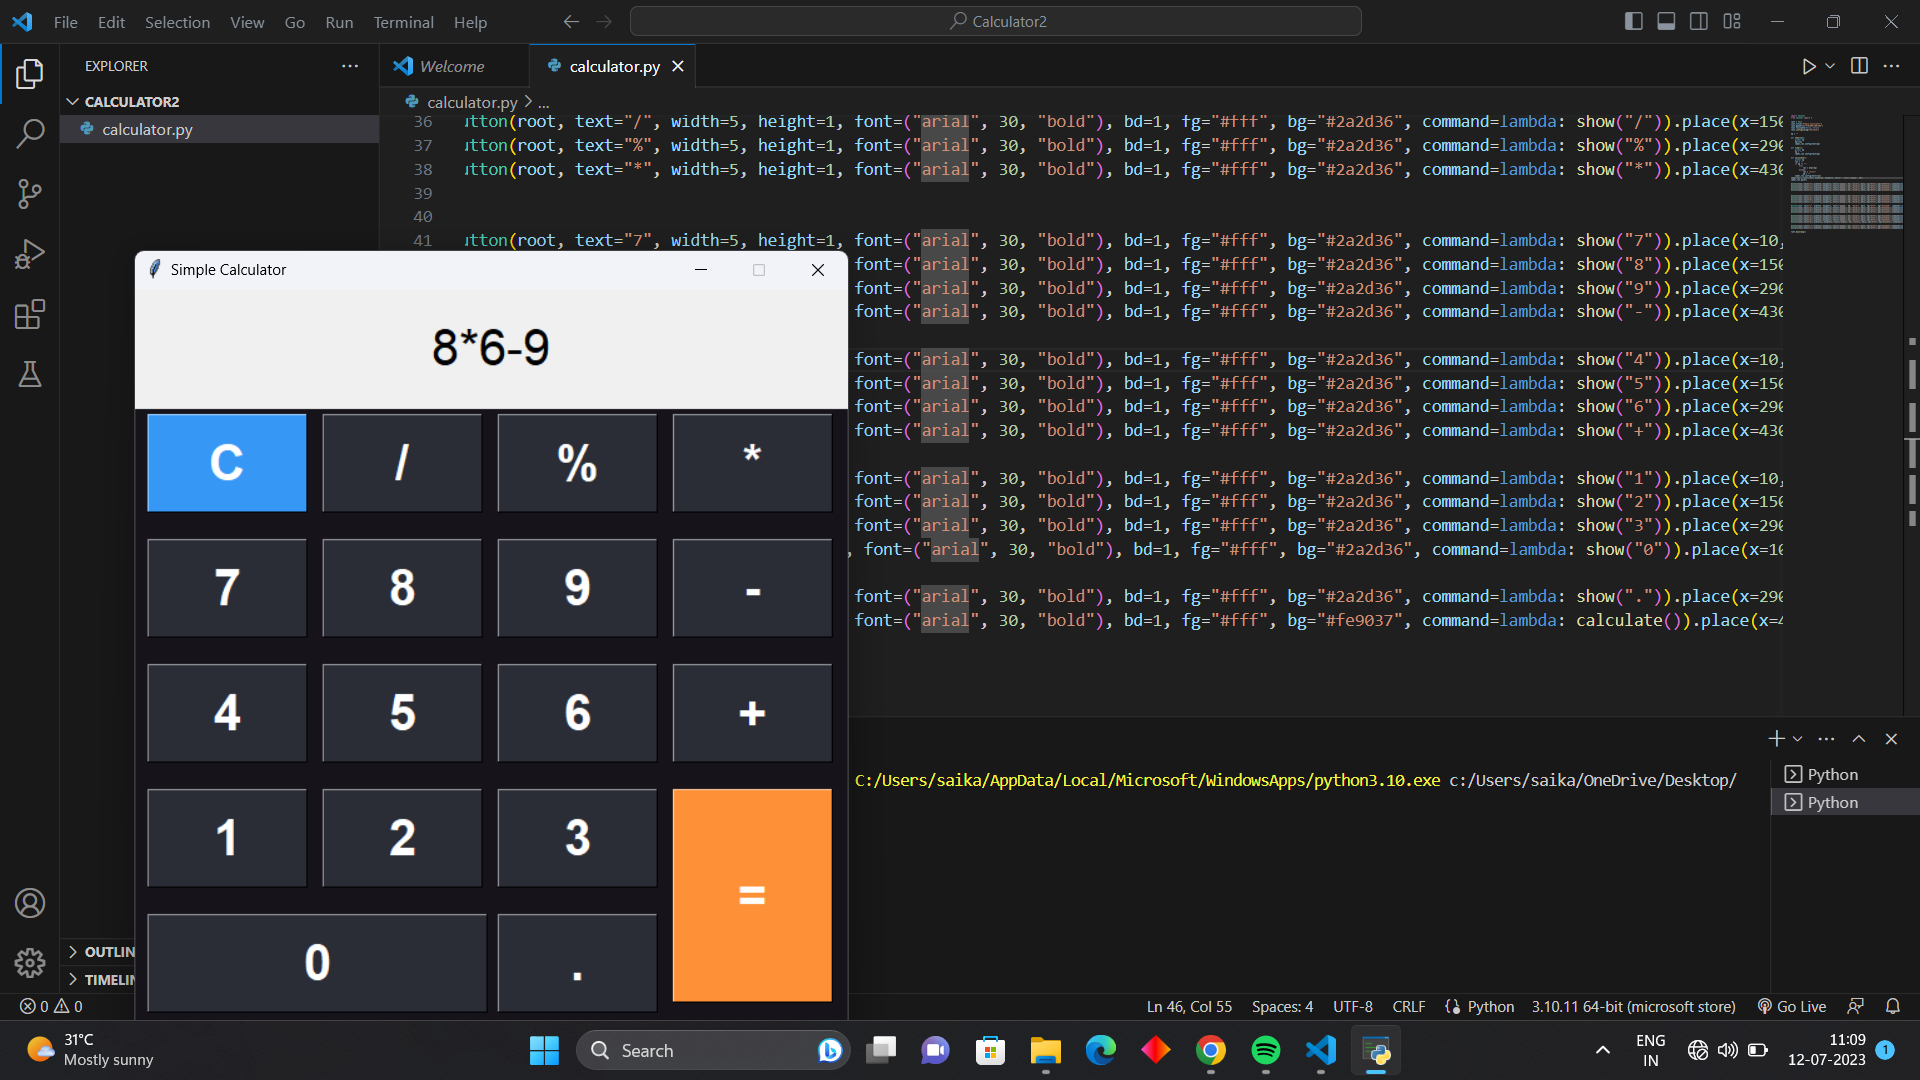 File Edit Selection View Go Run Terminal Help
Calculator2
EXPLORER
Welcome
calculator.py
CALCULATOR2
calculator.py
calculator.py > ...
36 utton(root, text="/", width=5, height=1, font=("arial", 30, "bold"), bd=1, fg="#fff", bg="#2a2d36", command=lambda: show("/")).place(x=150
37 utton(root, text="%", width=5, height=1, font=("arial", 30, "bold"), bd=1, fg="#fff", bg="#2a2d36", command=lambda: show("%")).place(x=290
38 utton(root, text="*", width=5, height=1, font=("arial", 30, "bold"), bd=1, fg="#fff", bg="#2a2d36", command=lambda: show("*")).place(x=430
39
40
41 utton(root, text="7", width=5, height=1, font=("arial", 30, "bold"), bd=1, fg="#fff", bg="#2a2d36", command=lambda: show("7")).place(x=10,
font=("arial", 30, "bold"), bd=1, fg="#fff", bg="#2a2d36", command=lambda: show("8")).place(x=150
font=("arial", 30, "bold"), bd=1, fg="#fff", bg="#2a2d36", command=lambda: show("9")).place(x=290
font=("arial", 30, "bold"), bd=1, fg="#fff", bg="#2a2d36", command=lambda: show("-")).place(x=430
font=("arial", 30, "bold"), bd=1, fg="#fff", bg="#2a2d36", command=lambda: show("4")).place(x=10,
font=("arial", 30, "bold"), bd=1, fg="#fff", bg="#2a2d36", command=lambda: show("5")).place(x=150
font=("arial", 30, "bold"), bd=1, fg="#fff", bg="#2a2d36", command=lambda: show("6")).place(x=290
font=("arial", 30, "bold"), bd=1, fg="#fff", bg="#2a2d36", command=lambda: show("+")).place(x=430
font=("arial", 30, "bold"), bd=1, fg="#fff", bg="#2a2d36", command=lambda: show("1")).place(x=10,
font=("arial", 30, "bold"), bd=1, fg="#fff", bg="#2a2d36", command=lambda: show("2")).place(x=150
font=("arial", 30, "bold"), bd=1, fg="#fff", bg="#2a2d36", command=lambda: show("3")).place(x=290
, font=("arial", 30, "bold"), bd=1, fg="#fff", bg="#2a2d36", command=lambda: show("0")).place(x=10
font=("arial", 30, "bold"), bd=1, fg="#fff", bg="#2a2d36", command=lambda: show(".")).place(x=290
font=("arial", 30, "bold"), bd=1, fg="#fff", bg="#fe9037", command=lambda: calculate()).place(x=4
Simple Calculator
8*6-9
C / % *
7 8 9 -
4 5 6 +
1 2 3 =
0 .
C:/Users/saika/AppData/Local/Microsoft/WindowsApps/python3.10.exe c:/Users/saika/OneDrive/Desktop/
Python
Python
OUTLIN
TIMELIN
0 0
Ln 46, Col 55 Spaces: 4 UTF-8 CRLF Python 3.10.11 64-bit (microsoft store) Go Live
31°C
Mostly sunny
Search
ENG
IN
11:09
12-07-2023
1